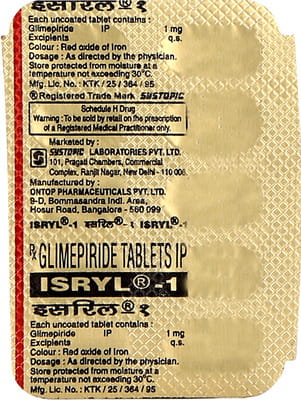 इसरिल® १
Each uncoated tablet contains :
Glimepiride IP 1 mg
Excipients q.s.
Colour : Red oxide of Iron
Dosage : As directed by the physician.
Store protected from moisture at a
temperature not exceeding 30°C.
Mfg. Lic. No. : KTK / 25 / 364 / 95
® Registered Trade Mark SYSTOPIC
Schedule H Drug
Warning : To be sold by retail on the prescription
of a Registered Medical Practitioner only.
Marketed by :
SYSTOPIC LABORATORIES PVT. LTD.
101, Pragati Chambers, Commercial
Complex, Ranjit Nagar, New Delhi - 110 008.
Manufactured by :
ONTOP PHARMACEUTICALS PVT. LTD.
9-D, Bommasandra Indl. Area,
Hosur Road, Bangalore - 560 099
ISRYL®-1 इसरिल®-१ ISRYL®-1
Rx GLIMEPIRIDE TABLETS IP
ISRYL®-1
इसरिल® १
Each uncoated tablet contains :
Glimepiride IP 1 mg
Excipients q.s.
Colour : Red oxide of Iron
Dosage : As directed by the physician.
Store protected from moisture at a
temperature not exceeding 30°C.
Mfg. Lic. No. : KTK / 25 / 364 / 95